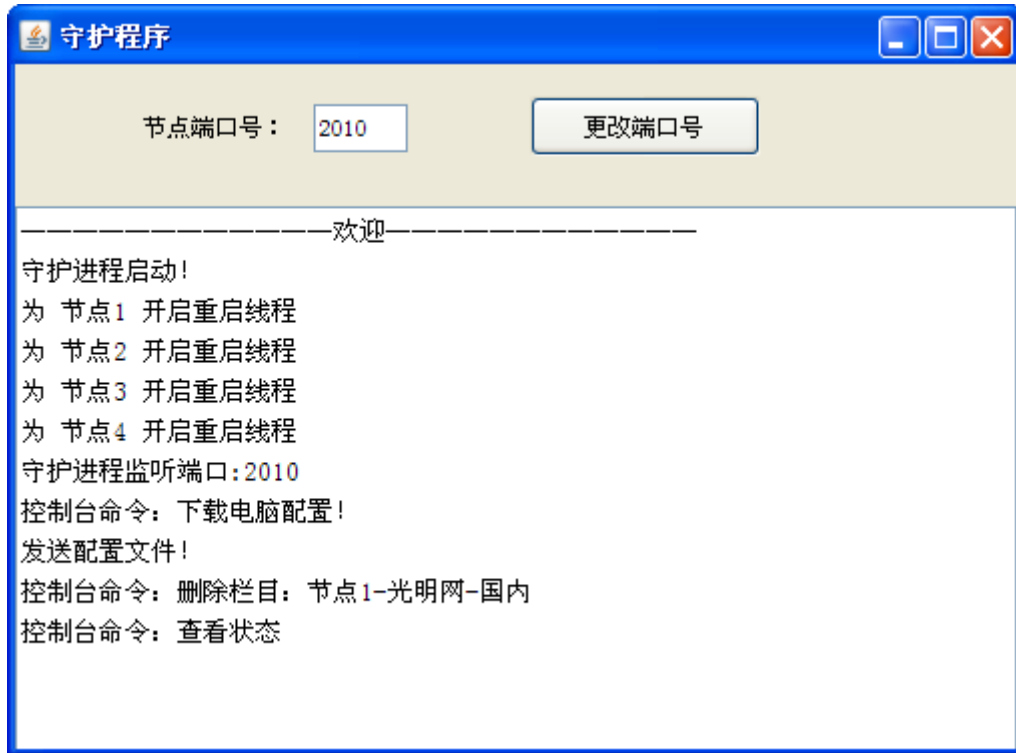 守护程序
节点端口号： 2010 更改端口号
————————————欢迎————————————
守护进程启动!
为 节点1 开启重启线程
为 节点2 开启重启线程
为 节点3 开启重启线程
为 节点4 开启重启线程
守护进程监听端口:2010
控制台命令：下载电脑配置!
发送配置文件!
控制台命令：删除栏目：节点1-光明网-国内
控制台命令：查看状态